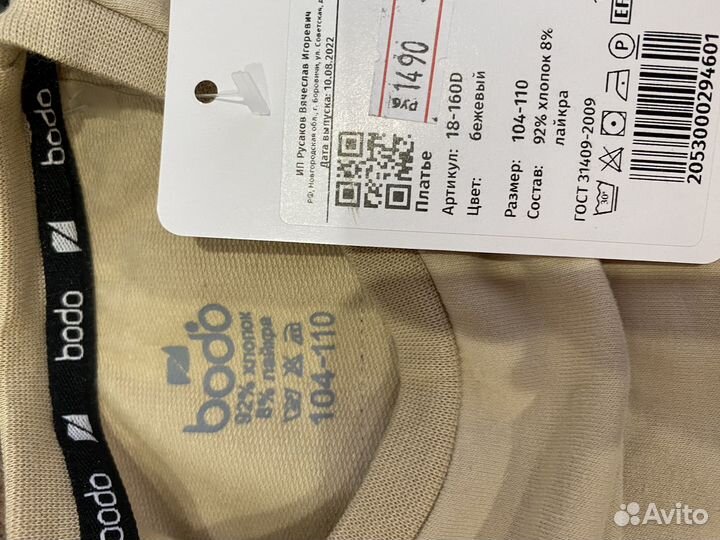 ИП Русаков Вячеслав Игоревич
РФ, Новгородская обл., г. Боровичи, ул. Советская, д
Дата выпуска: 10.08.2022
1490
Платье
Артикул: 18-160D
Цвет: бежевый
Размер: 104-110
Состав: 92% хлопок 8%
лайкра
ГОСТ 31409-2009
30°
P
2053000294601
bodo
bodo
bodo
bodo
bodo
92% хлопок
8% лайкра
104-110
Avito